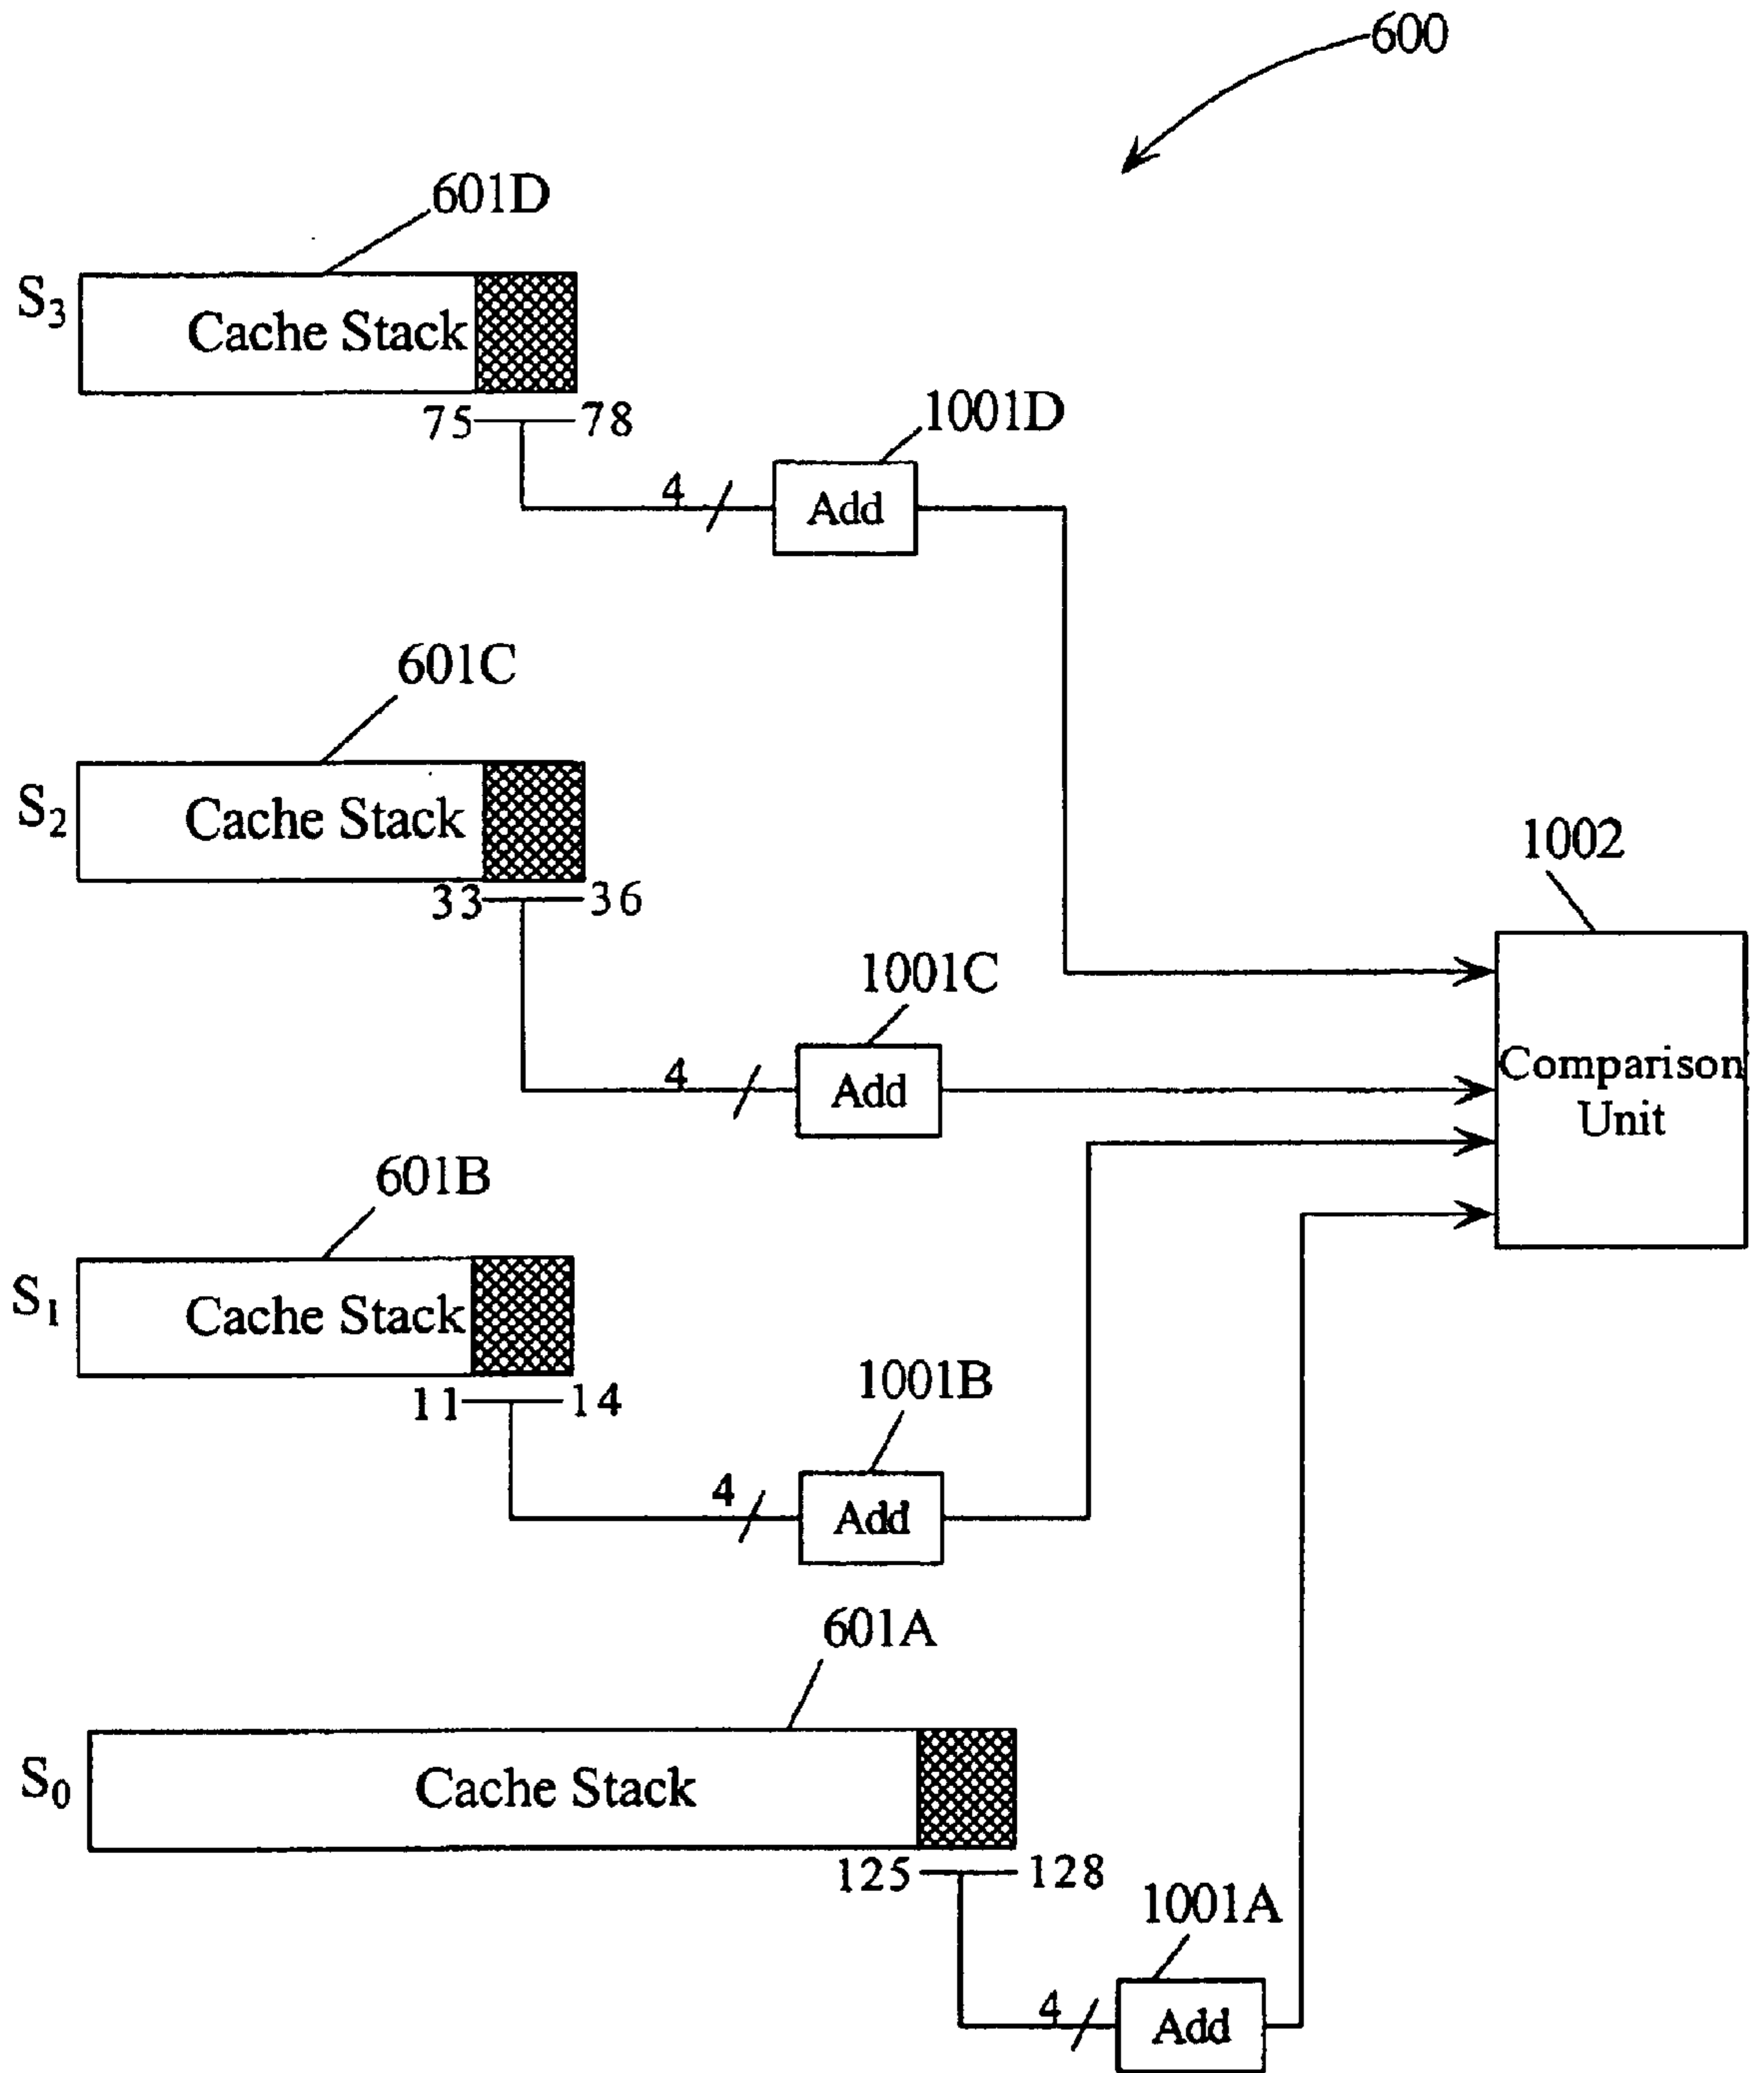 600
601D
S₃
Cache Stack
75 78
1001D
4
Add
601C
S₂
Cache Stack
33 36
1002
1001C
Comparison
Unit
4
Add
601B
S₁
Cache Stack
11 14
1001B
4
Add
601A
S₀
Cache Stack
125 128
1001A
4
Add